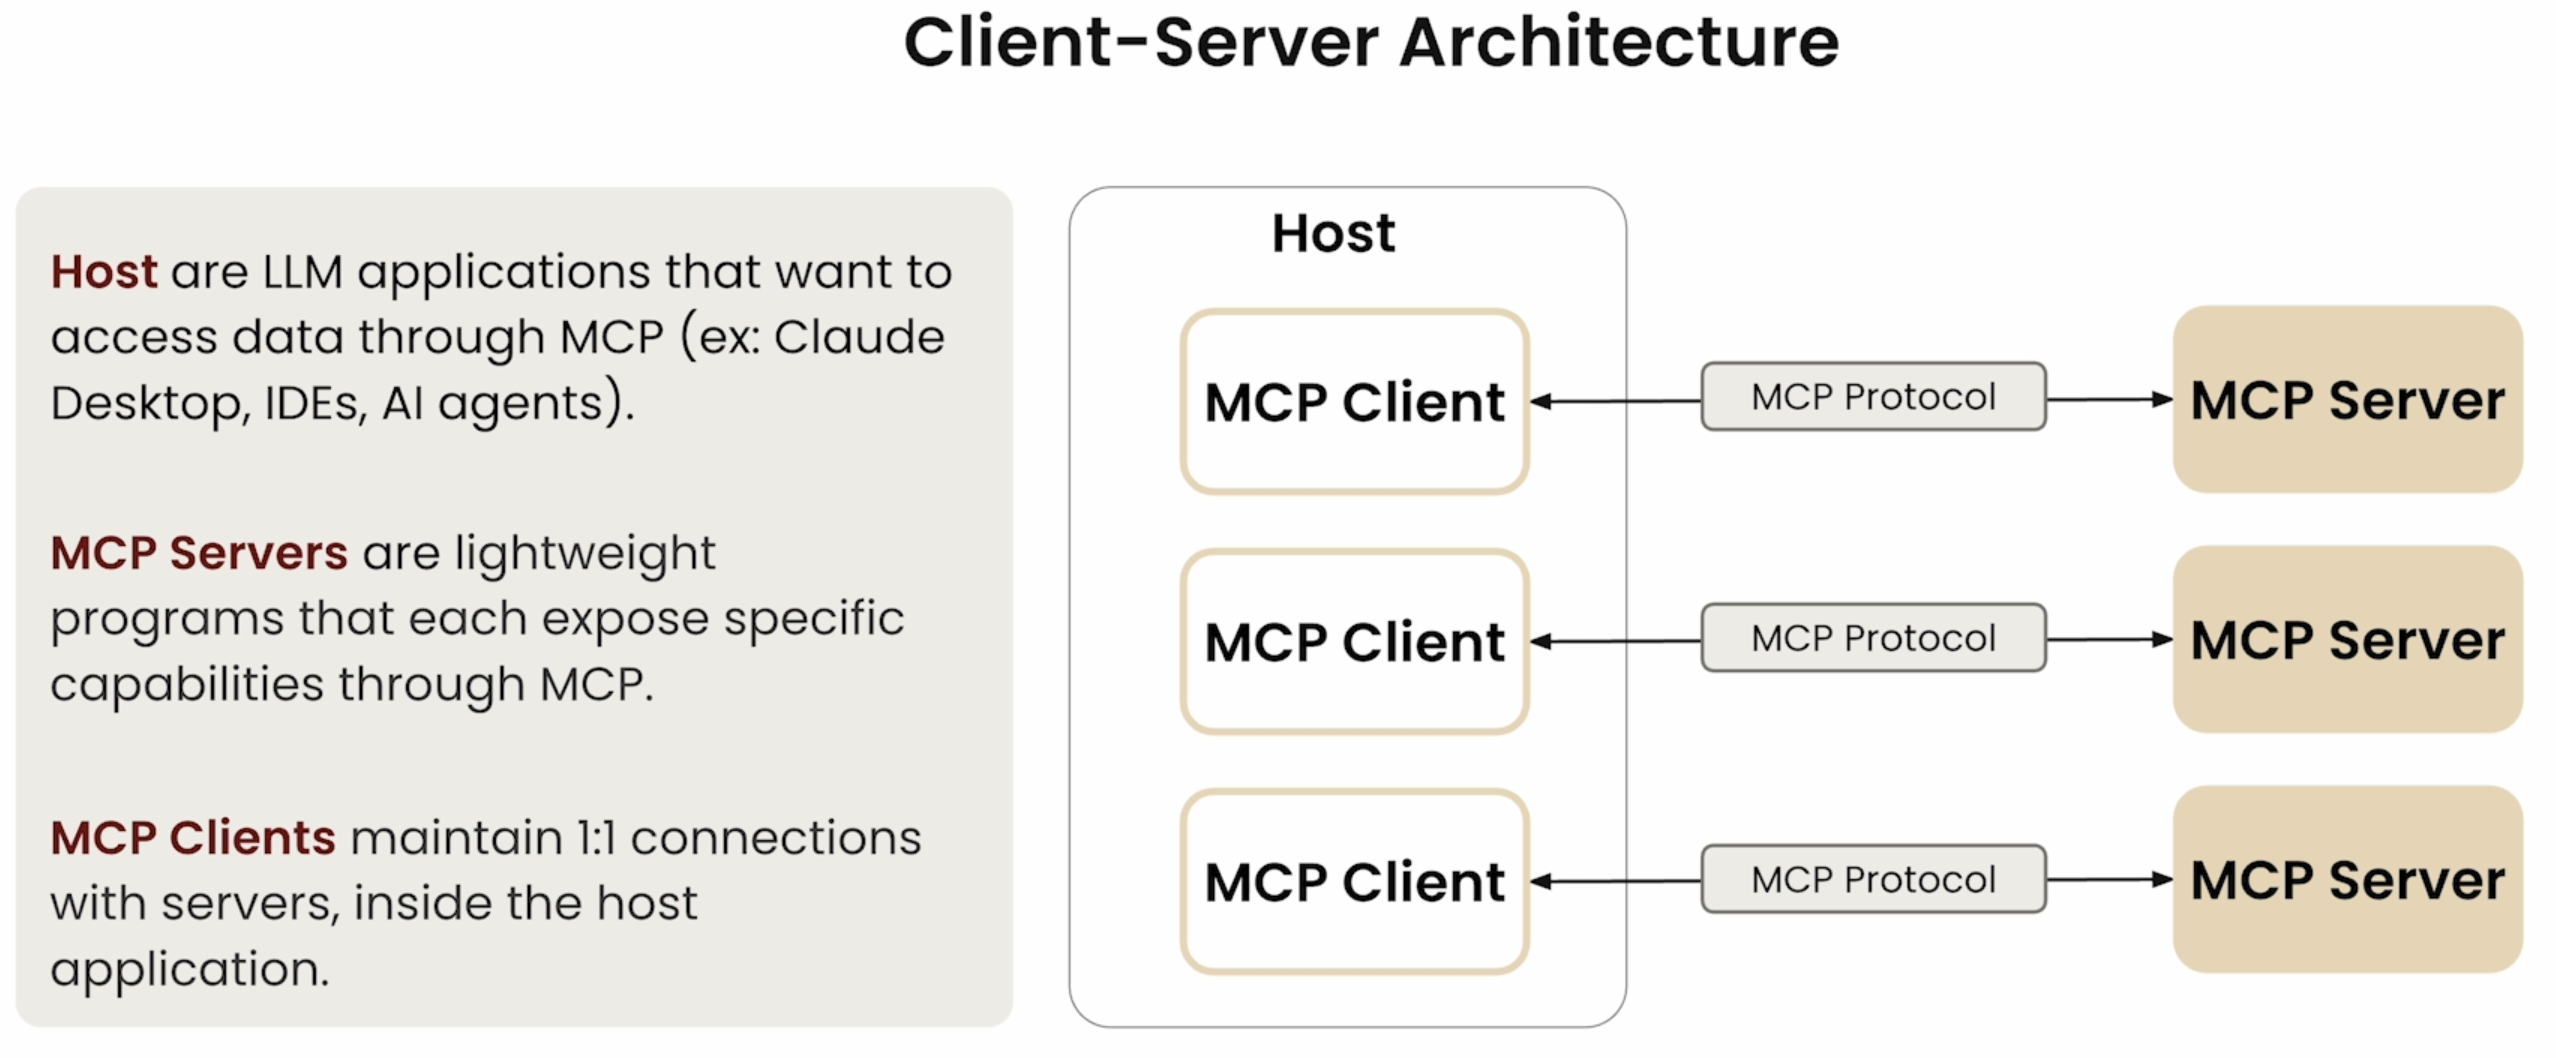 Client-Server Architecture
Host are LLM applications that want to
access data through MCP (ex: Claude
Desktop, IDEs, AI agents).
MCP Servers are lightweight
programs that each expose specific
capabilities through MCP.
MCP Clients maintain 1:1 connections
with servers, inside the host
application.
Host
MCP Client
MCP Protocol
MCP Server
MCP Client
MCP Protocol
MCP Server
MCP Client
MCP Protocol
MCP Server